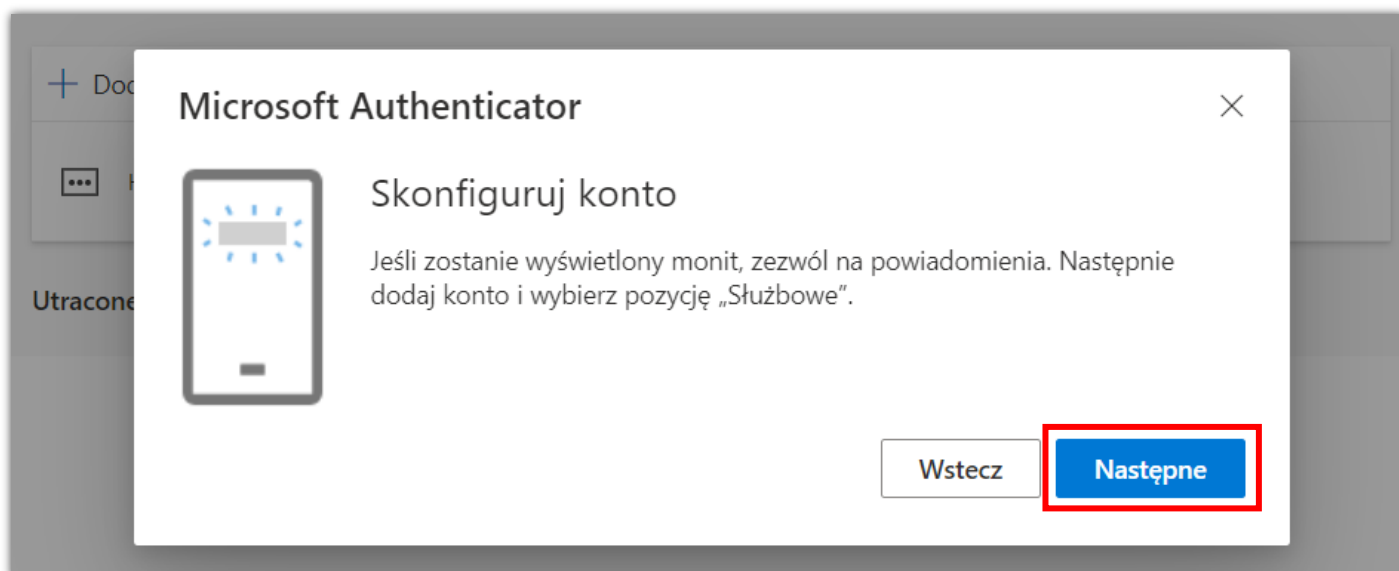 Microsoft Authenticator
Skonfiguruj konto
Jeśli zostanie wyświetlony monit, zezwól na powiadomienia. Następnie
dodaj konto i wybierz pozycję „Służbowe”.
Wstecz
Następne